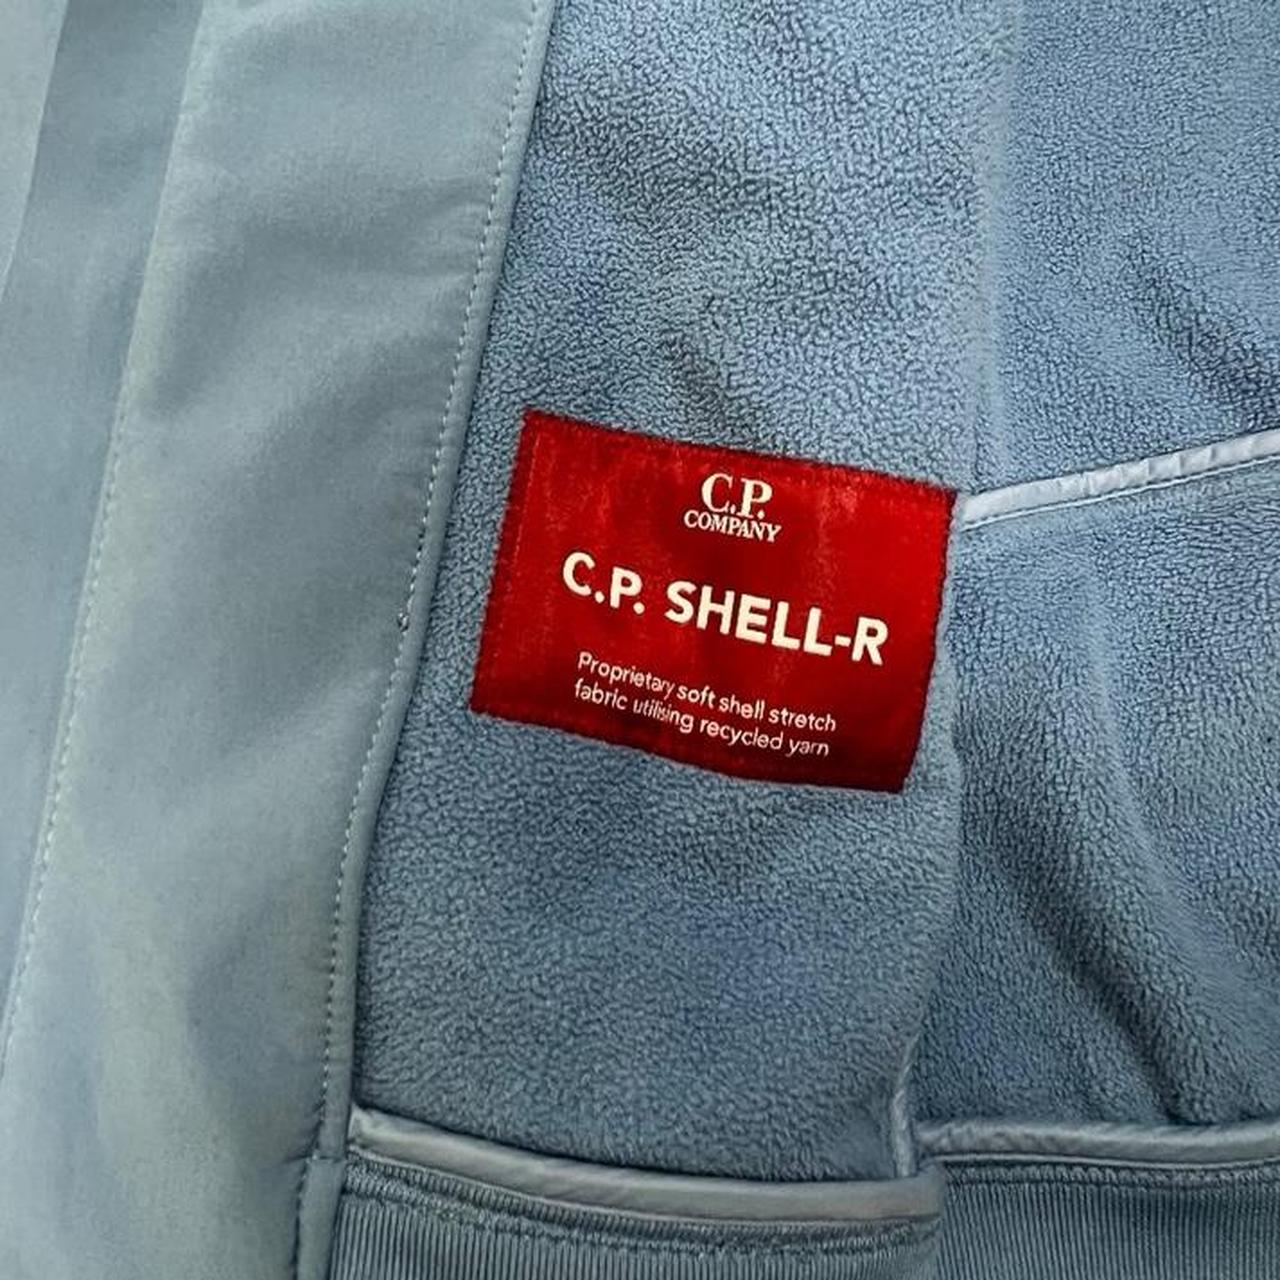 C.P.
COMPANY
C.P. SHELL-R
Proprietary soft shell stretch
fabric utilising recycled yarn